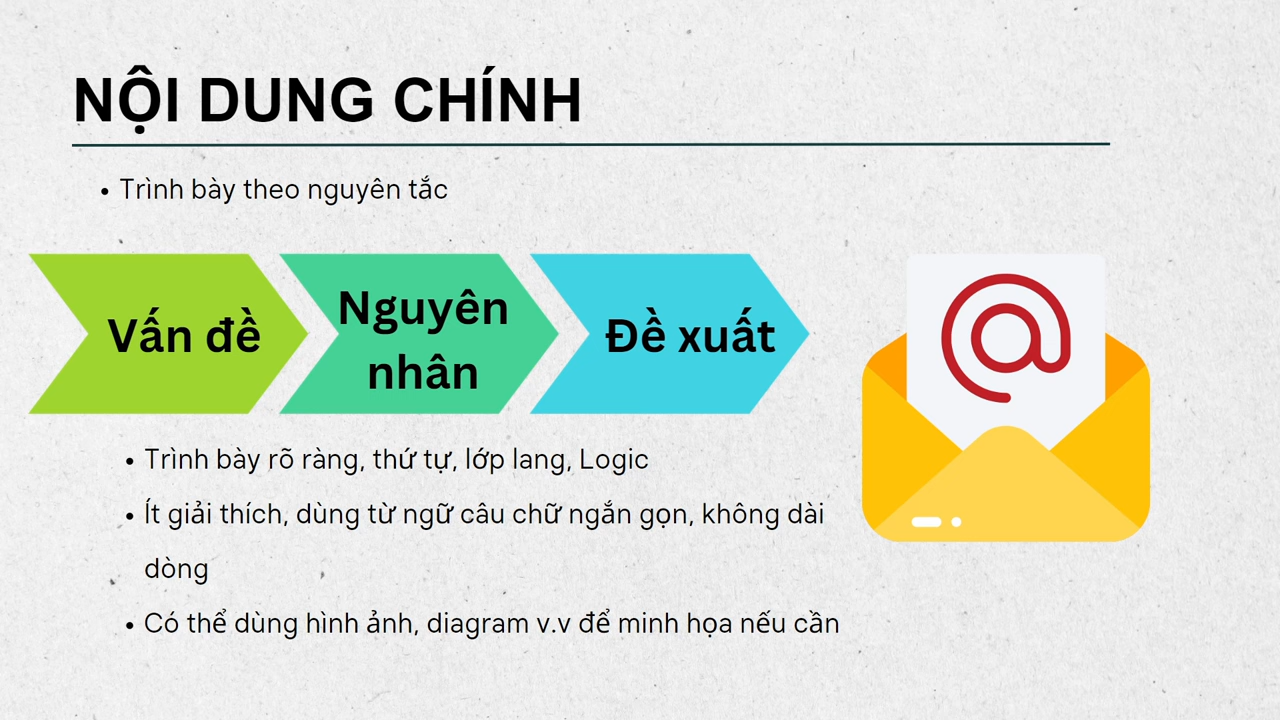 NỘI DUNG CHÍNH
• Trình bày theo nguyên tắc
Vấn đề
Nguyên
nhân
Đề xuất
• Trình bày rõ ràng, thứ tự, lớp lang, Logic
• Ít giải thích, dùng từ ngữ câu chữ ngắn gọn, không dài
dòng
• Có thể dùng hình ảnh, diagram v.v để minh họa nếu cần